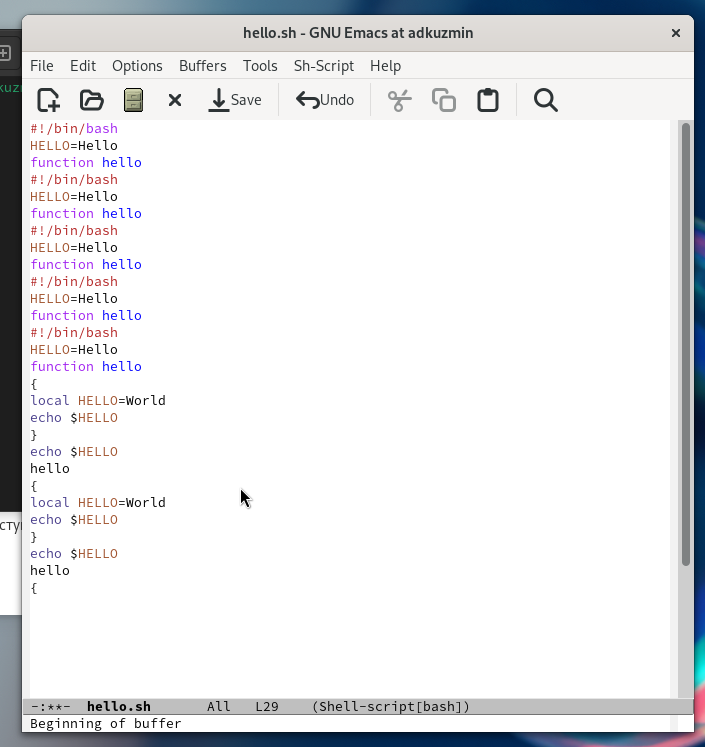 hello.sh - GNU Emacs at adkuzmin
File Edit Options Buffers Tools Sh-Script Help
Save Undo
#!/bin/bash
HELLO=Hello
function hello
#!/bin/bash
HELLO=Hello
function hello
#!/bin/bash
HELLO=Hello
function hello
#!/bin/bash
HELLO=Hello
function hello
#!/bin/bash
HELLO=Hello
function hello
{
local HELLO=World
echo $HELLO
}
echo $HELLO
hello
{
local HELLO=World
echo $HELLO
}
echo $HELLO
hello
{
-:**- hello.sh All L29 (Shell-script[bash])
Beginning of buffer